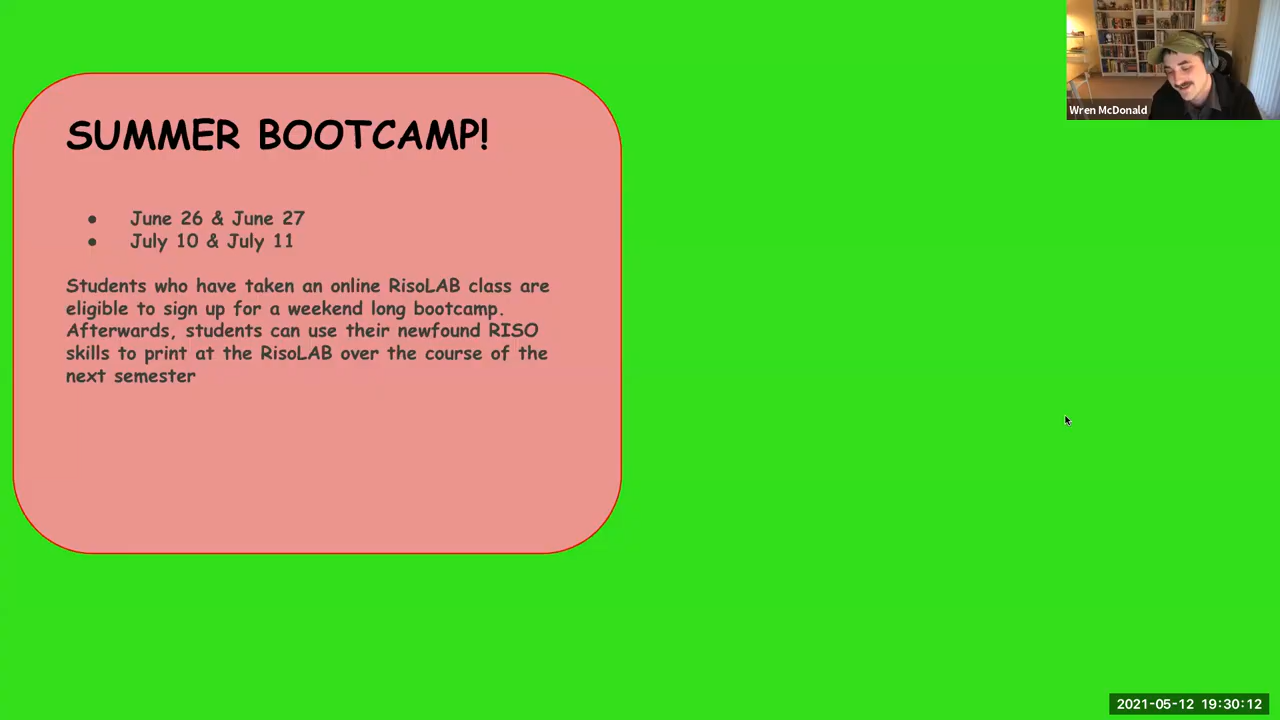 Wren McDonald
SUMMER BOOTCAMP!
● June 26 & June 27
● July 10 & July 11
Students who have taken an online RisoLAB class are
eligible to sign up for a weekend long bootcamp.
Afterwards, students can use their newfound RISO
skills to print at the RisoLAB over the course of the
next semester
2021-05-12 19:30:12